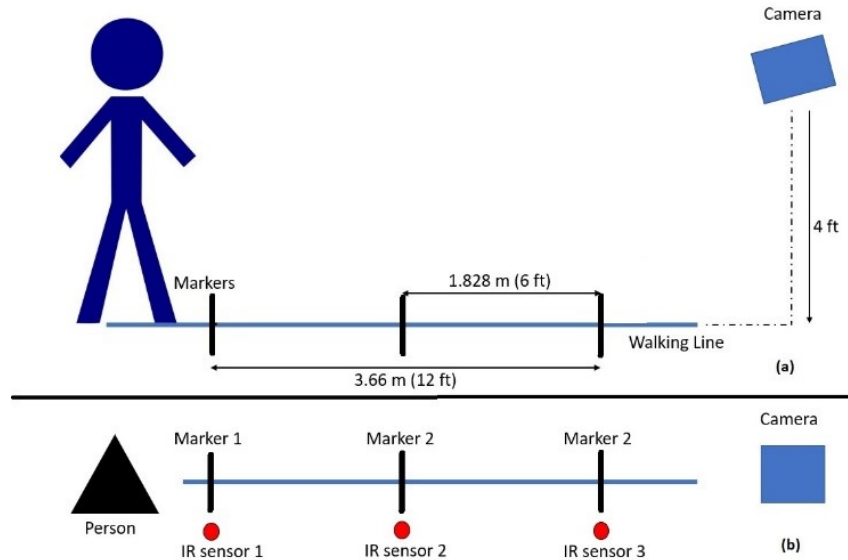 Camera
4 ft
Markers
1.828 m (6 ft)
Walking Line
3.66 m (12 ft)
(a)
Camera
Marker 1
Marker 2
Marker 2
Person
IR sensor 1
IR sensor 2
IR sensor 3
(b)